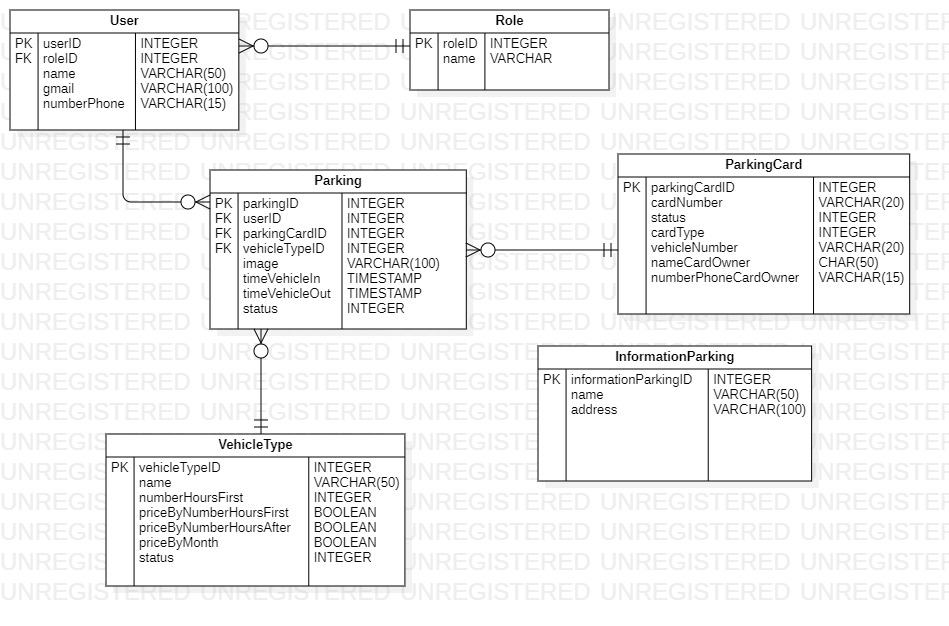 User
PK userID INTEGER
FK roleID INTEGER
name VARCHAR(50)
gmail VARCHAR(100)
numberPhone VARCHAR(15)
Role
PK roleID INTEGER
name VARCHAR
Parking
PK parkingID INTEGER
FK userID INTEGER
FK parkingCardID INTEGER
FK vehicleTypeID INTEGER
image VARCHAR(100)
timeVehicleIn TIMESTAMP
timeVehicleOut TIMESTAMP
status INTEGER
ParkingCard
PK parkingCardID INTEGER
cardNumber VARCHAR(20)
status INTEGER
cardType INTEGER
vehicleNumber VARCHAR(20)
nameCardOwner CHAR(50)
numberPhoneCardOwner VARCHAR(15)
InformationParking
PK informationParkingID INTEGER
name VARCHAR(50)
address VARCHAR(100)
VehicleType
PK vehicleTypeID INTEGER
name VARCHAR(50)
numberHoursFirst INTEGER
priceByNumberHoursFirst BOOLEAN
priceByNumberHoursAfter BOOLEAN
priceByMonth BOOLEAN
status INTEGER
UNREGISTERED